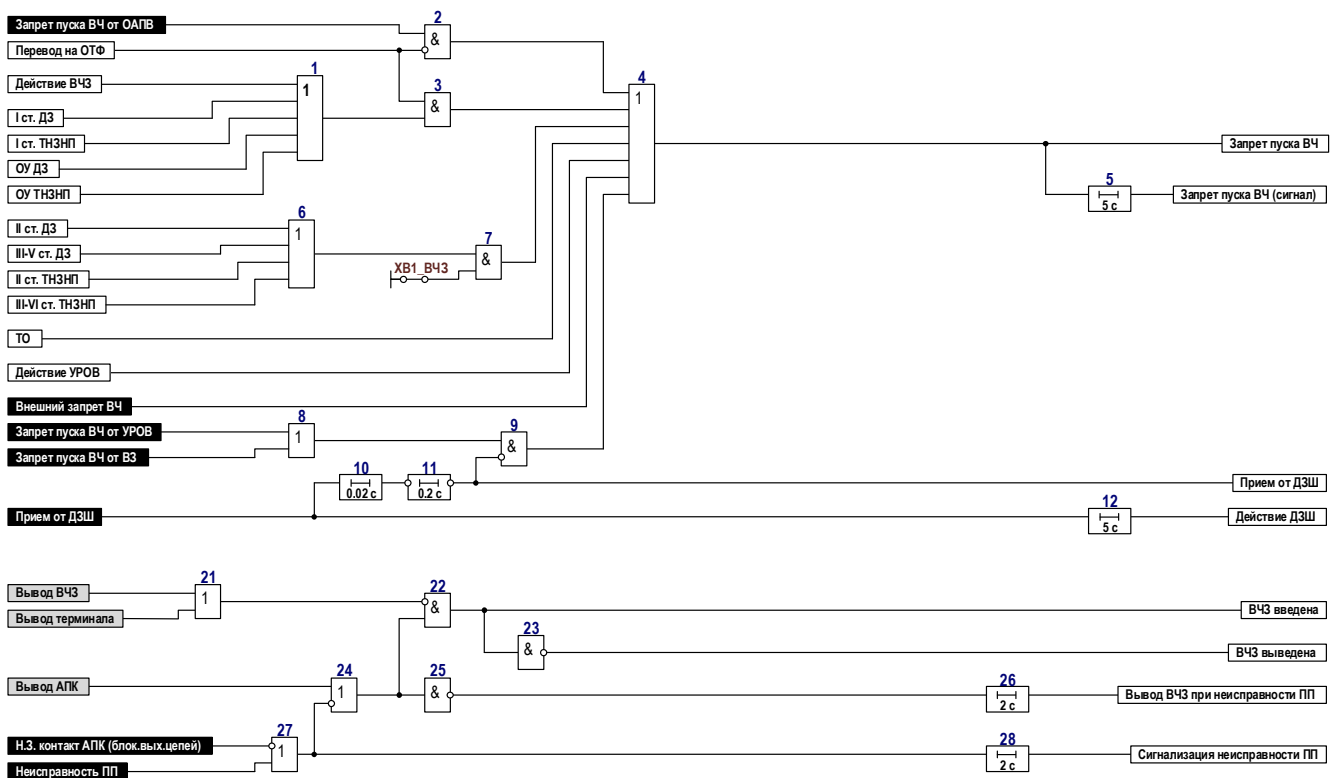 Запрет пуска ВЧ от ОАПВ
2
&
Перевод на ОТФ
Действие ВЧЗ
1
1
3
&
4
1
I ст. ДЗ
I ст. ТНЗНП
Запрет пуска ВЧ
ОУ ДЗ
ОУ ТНЗНП
5
5 с
Запрет пуска ВЧ (сигнал)
II ст. ДЗ
6
1
III-V ст. ДЗ
7
&
II ст. ТНЗНП
XB1_ВЧЗ
III-VI ст. ТНЗНП
ТО
Действие УРОВ
Внешний запрет ВЧ
Запрет пуска ВЧ от УРОВ
8
1
9
&
Запрет пуска ВЧ от ВЗ
10
0.02 с
11
0.2 с
Прием от ДЗШ
Прием от ДЗШ
12
5 с
Действие ДЗШ
Вывод ВЧЗ
21
1
22
&
ВЧЗ введена
Вывод терминала
23
&
ВЧЗ выведена
Вывод АПК
24
1
25
&
26
2 с
Вывод ВЧЗ при неисправности ПП
Н.З. контакт АПК (блок.вых.цепей)
27
1
28
2 с
Сигнализация неисправности ПП
Неисправность ПП